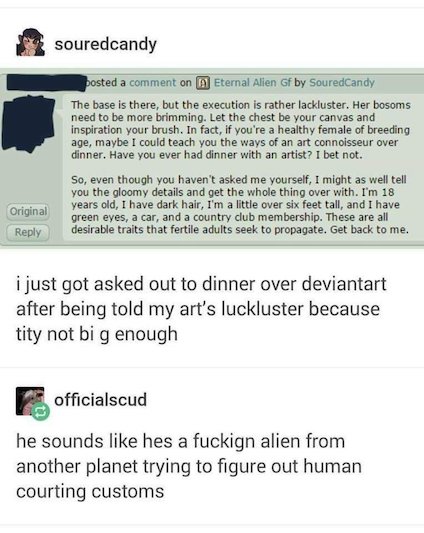 souredcandy
posted a comment on Eternal Alien Gf by SouredCandy
The base is there, but the execution is rather lackluster. Her bosoms
need to be more brimming. Let the chest be your canvas and
inspiration your brush. In fact, if you're a healthy female of breeding
age, maybe I could teach you the ways of an art connoisseur over
dinner. Have you ever had dinner with an artist? I bet not.
So, even though you haven't asked me yourself, I might as well tell
you the gloomy details and get the whole thing over with. I'm 18
years old, I have dark hair, I'm a little over six feet tall, and I have
green eyes, a car, and a country club membership. These are all
desirable traits that fertile adults seek to propagate. Get back to me.
Original
Reply
i just got asked out to dinner over deviantart
after being told my art's luckluster because
tity not bi g enough
officialscud
he sounds like hes a fuckign alien from
another planet trying to figure out human
courting customs